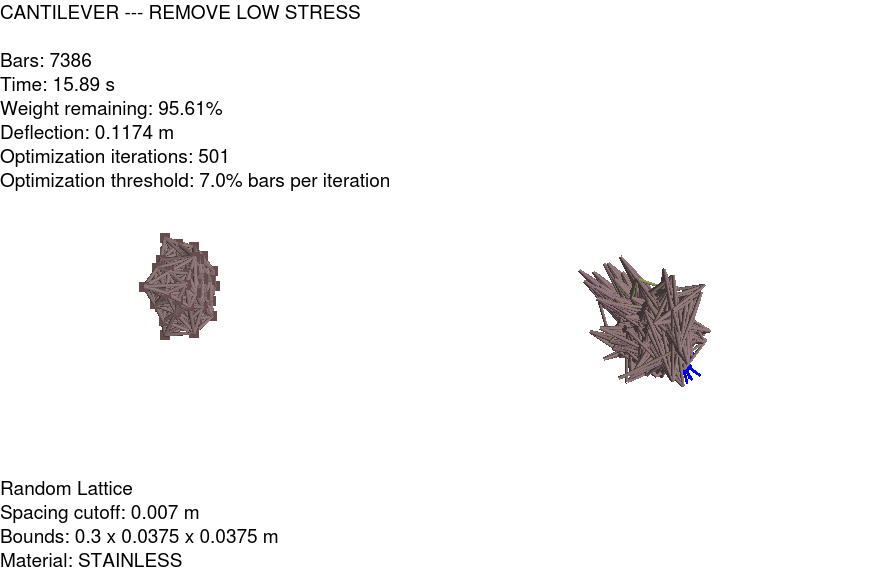 CANTILEVER --- REMOVE LOW STRESS
Bars: 7386
Time: 15.89 s
Weight remaining: 95.61%
Deflection: 0.1174 m
Optimization iterations: 501
Optimization threshold: 7.0% bars per iteration
Random Lattice
Spacing cutoff: 0.007 m
Bounds: 0.3 x 0.0375 x 0.0375 m
Material: STAINLESS